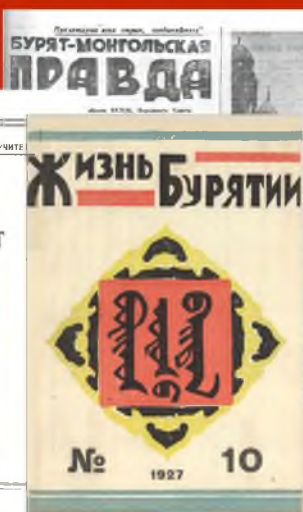 Пролетарии всех стран, соединяйтесь!
БУРЯТ-МОНГОЛЬСКАЯ
ПРАВДА
УЧИТЕ
ЖИЗНЬ БУРЯТИИ
№ 10
1927